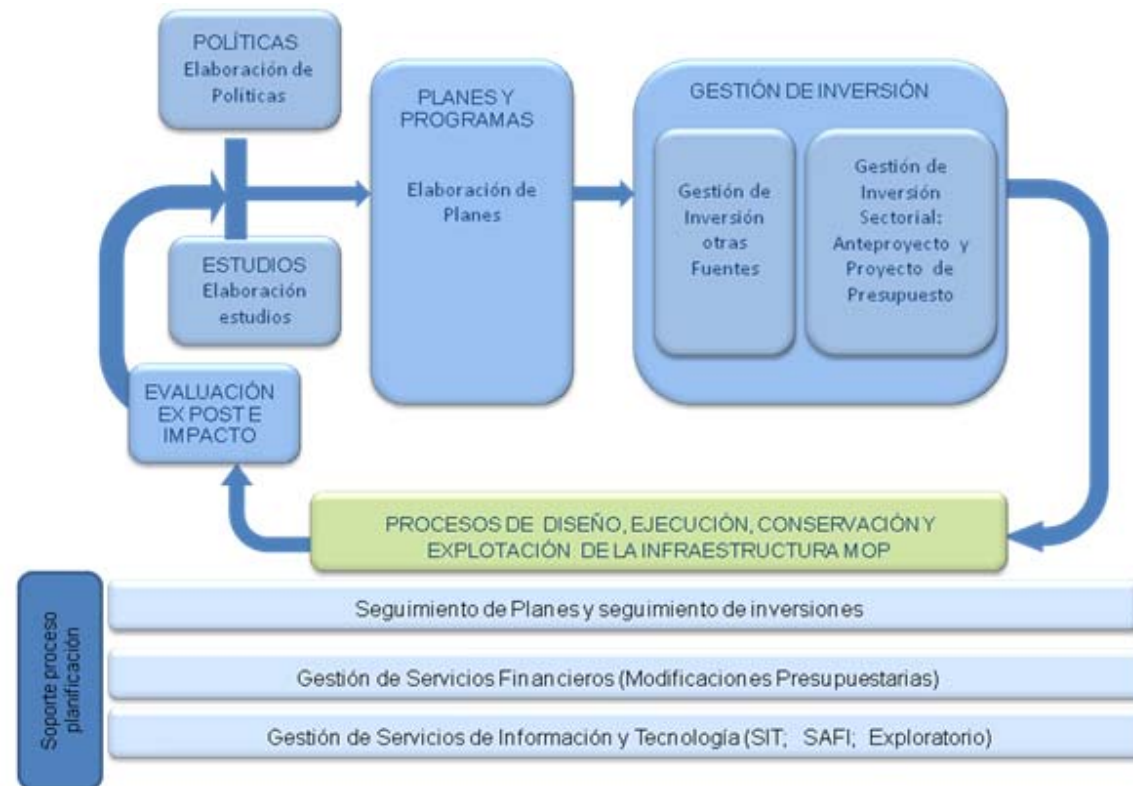 POLÍTICAS
Elaboración de
Políticas
ESTUDIOS
Elaboración
estudios
EVALUACIÓN
EX POST E
IMPACTO
PLANES Y
PROGRAMAS
Elaboración de
Planes
GESTIÓN DE INVERSIÓN
Gestión de
Inversión
otras
Fuentes
Gestión de
Inversión
Sectorial:
Anteproyecto y
Proyecto de
Presupuesto
PROCESOS DE DISEÑO, EJECUCIÓN, CONSERVACIÓN Y
EXPLOTACIÓN DE LA INFRAESTRUCTURA MOP
Soporte proceso
planificación
Seguimiento de Planes y seguimiento de inversiones
Gestión de Servicios Financieros (Modificaciones Presupuestarias)
Gestión de Servicios de Información y Tecnología (SIT; SAFI; Exploratorio)